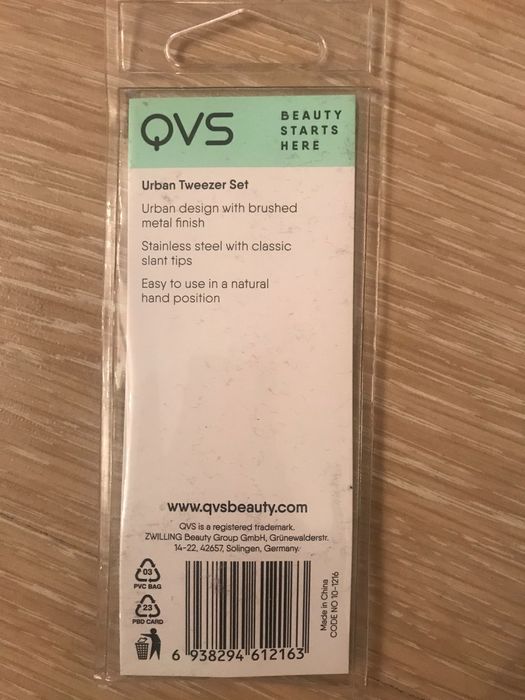 QVS
BEAUTY
STARTS
HERE
Urban Tweezer Set
Urban design with brushed
metal finish
Stainless steel with classic
slant tips
Easy to use in a natural
hand position
www.qvsbeauty.com
QVS is a registered trademark.
ZWILLING Beauty Group GmbH, Grünewalderstr.
14-22, 42657, Solingen, Germany.
03
PVC BAG
23
PBD CARD
6 938294 612163
Made in China
CODE NO 10-1216